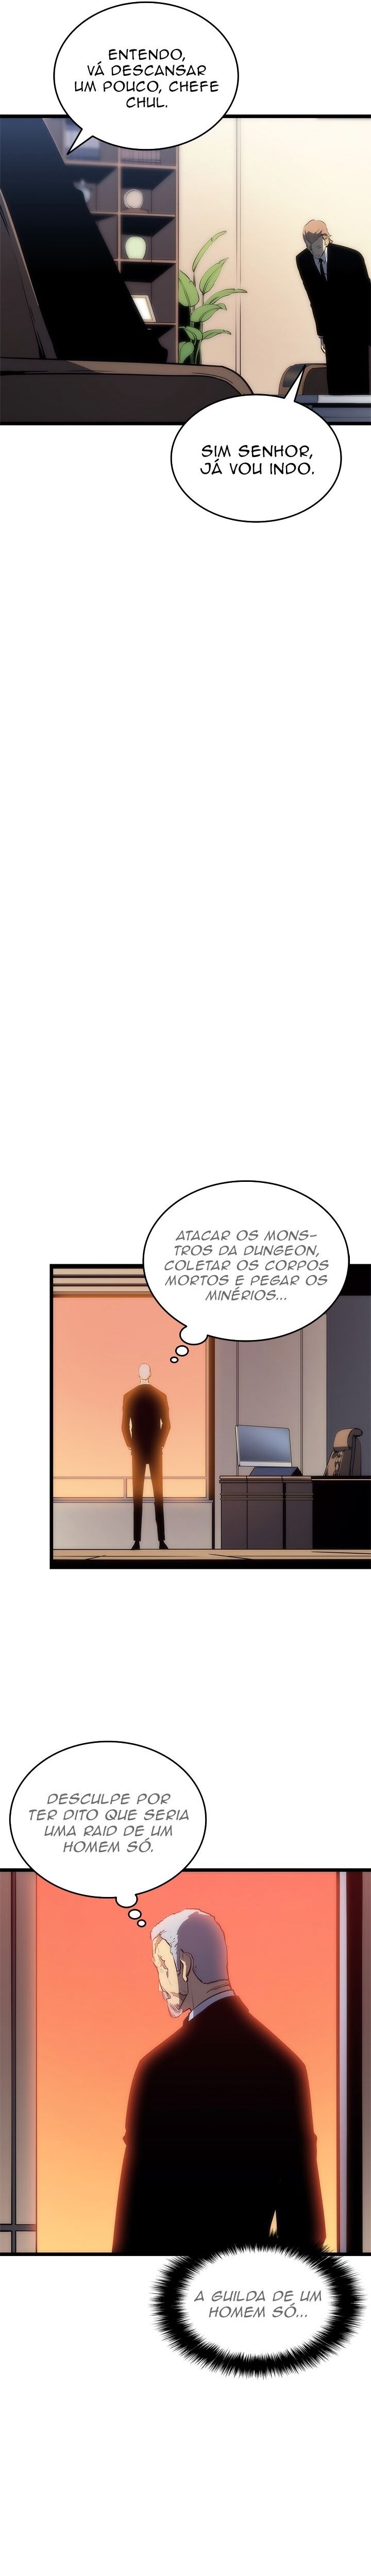 ENTENDO,
VÁ DESCANSAR
UM POUCO, CHEFE
CHUL.
SIM SENHOR,
JÁ VOU INDO.
ATACAR OS MONS-
TROS DA DUNGEON,
COLETAR OS CORPOS
MORTOS E PEGAR OS
MINÉRIOS...
DESCULPE POR
TER DITO QUE SERIA
UMA RAID DE UM
HOMEM SÓ.
A GUILDA DE UM
HOMEM SÓ...